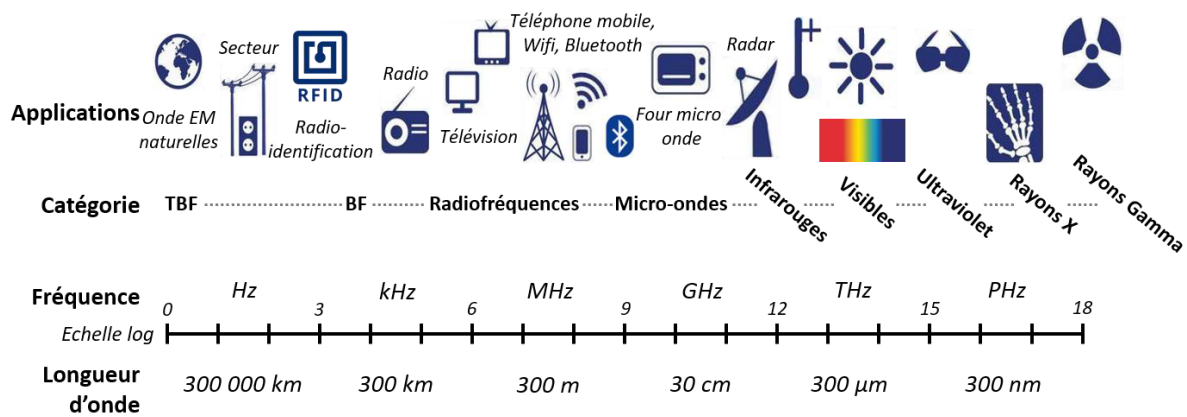 Applications
Onde EM
naturelles
Secteur
RFID
Radio-
identification
Radio
Télévision
Téléphone mobile,
Wifi, Bluetooth
Four micro
onde
Radar
Catégorie
TBF
BF
Radiofréquences
Micro-ondes
Infrarouges
Visibles
Ultraviolet
Rayons X
Rayons Gamma
Fréquence
Hz
kHz
MHz
GHz
THz
PHz
0
3
6
9
12
15
18
Echelle log
Longueur
d'onde
300 000 km
300 km
300 m
30 cm
300 µm
300 nm